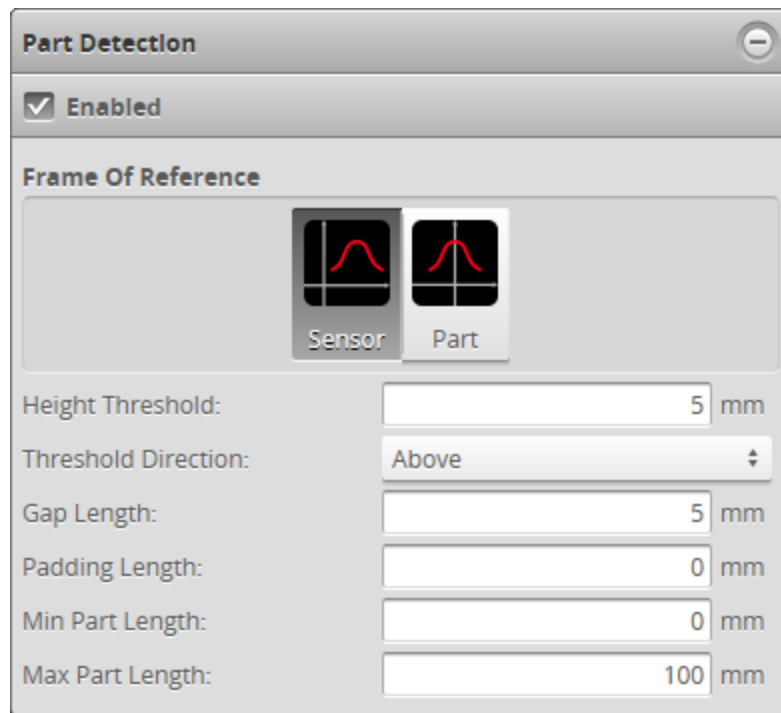 Part Detection
Enabled
Frame Of Reference
Sensor Part
Height Threshold: 5 mm
Threshold Direction: Above
Gap Length: 5 mm
Padding Length: 0 mm
Min Part Length: 0 mm
Max Part Length: 100 mm